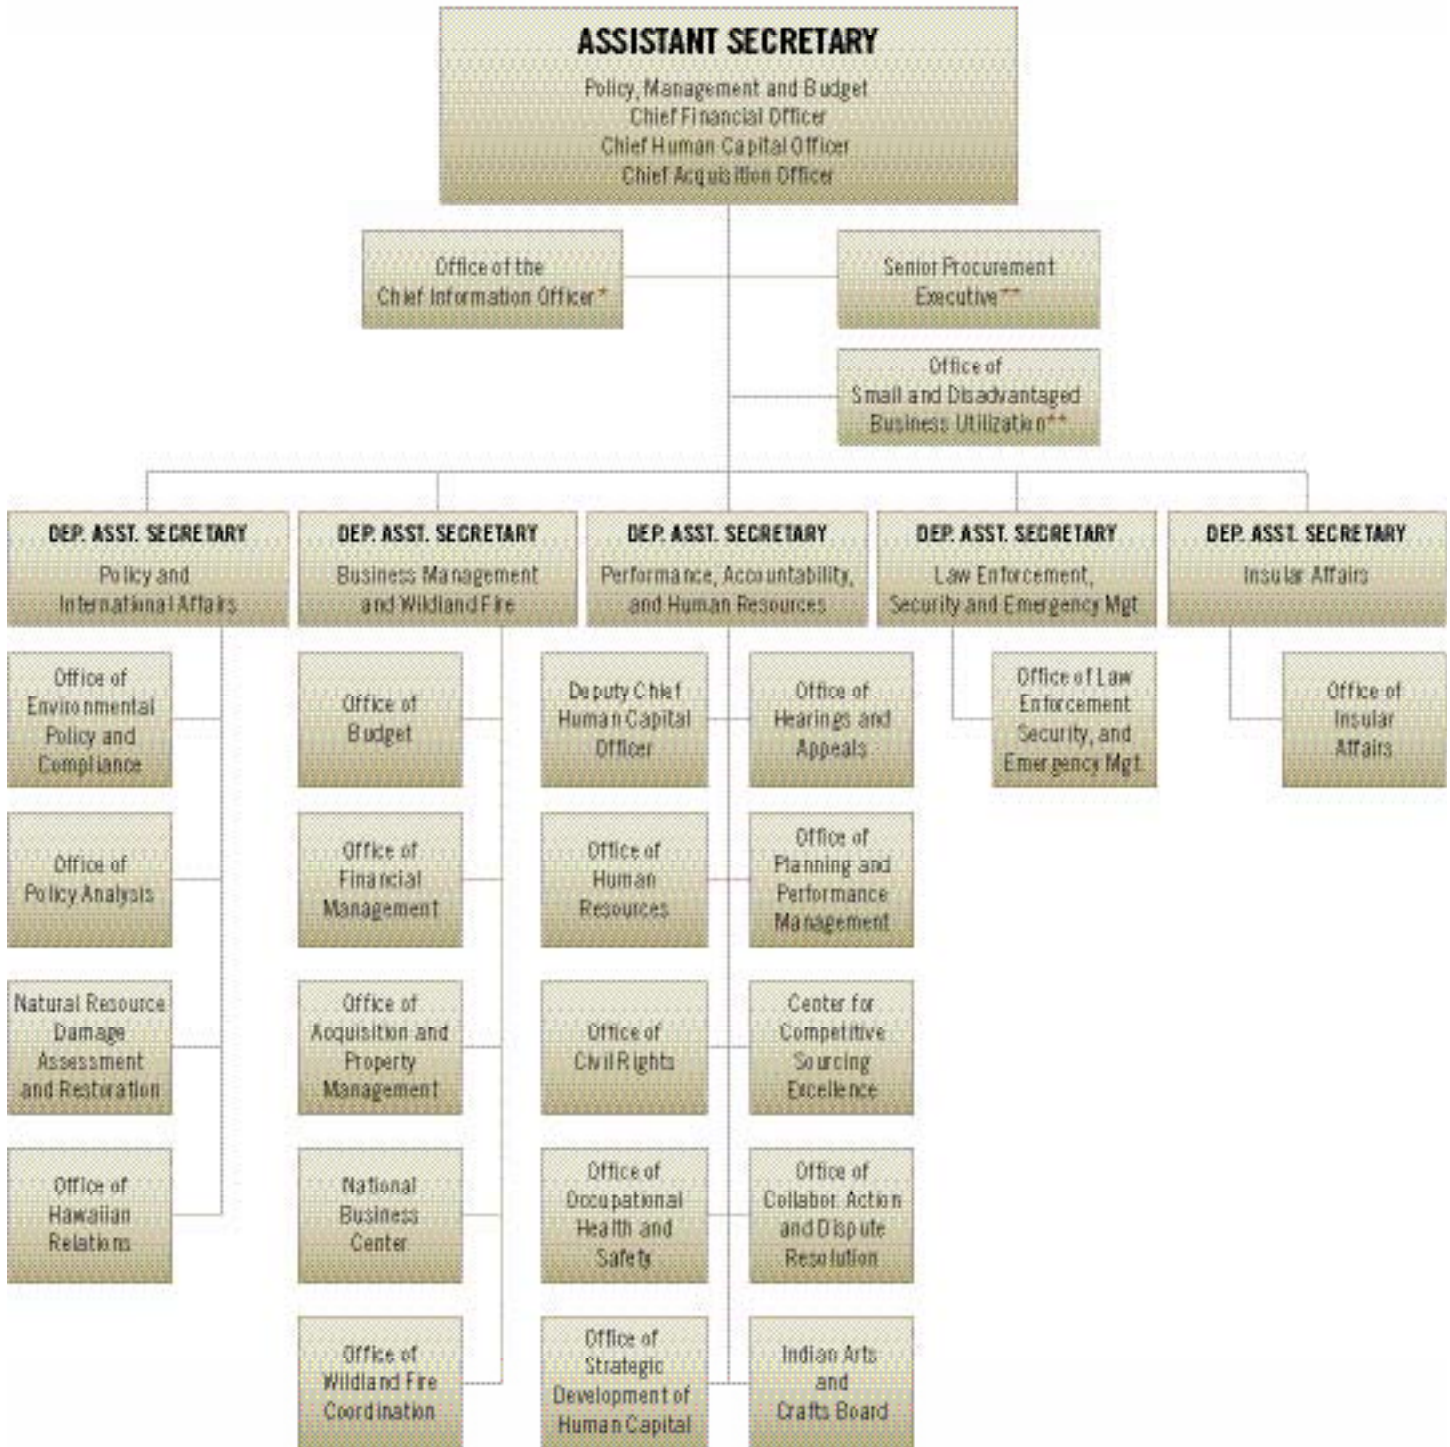 ASSISTANT SECRETARY
Policy, Management and Budget
Chief Financial Officer
Chief Human Capital Officer
Chief Acquisition Officer
Office of the
Chief Information Officer*
Senior Procurement
Executive**
Office of
Small and Disadvantaged
Business Utilization**
DEP. ASST. SECRETARY
Policy and
International Affairs
DEP. ASST. SECRETARY
Business Management
and Wildland Fire
DEP. ASST. SECRETARY
Performance, Accountability,
and Human Resources
DEP. ASST. SECRETARY
Law Enforcement,
Security and Emergency Mgt
DEP. ASST. SECRETARY
Insular Affairs
Office of
Environmental
Policy and
Compliance
Office of
Policy Analysis
Natural Resource
Damage
Assessment
and Restoration
Office of
Hawaiian
Relations
Office of
Budget
Office of
Financial
Management
Office of
Acquisition and
Property
Management
National
Business
Center
Office of
Wildland Fire
Coordination
Deputy Chief
Human Capital
Officer
Office of
Human
Resources
Office of
Civil Rights
Office of
Occupational
Health and
Safety
Office of
Strategic
Development of
Human Capital
Office of
Hearings and
Appeals
Office of
Planning and
Performance
Management
Center for
Competitive
Sourcing
Excellence
Office of
Collabor. Action
and Dispute
Resolution
Indian Arts
and
Crafts Board
Office of Law
Enforcement
Security, and
Emergency Mgt.
Office of
Insular
Affairs